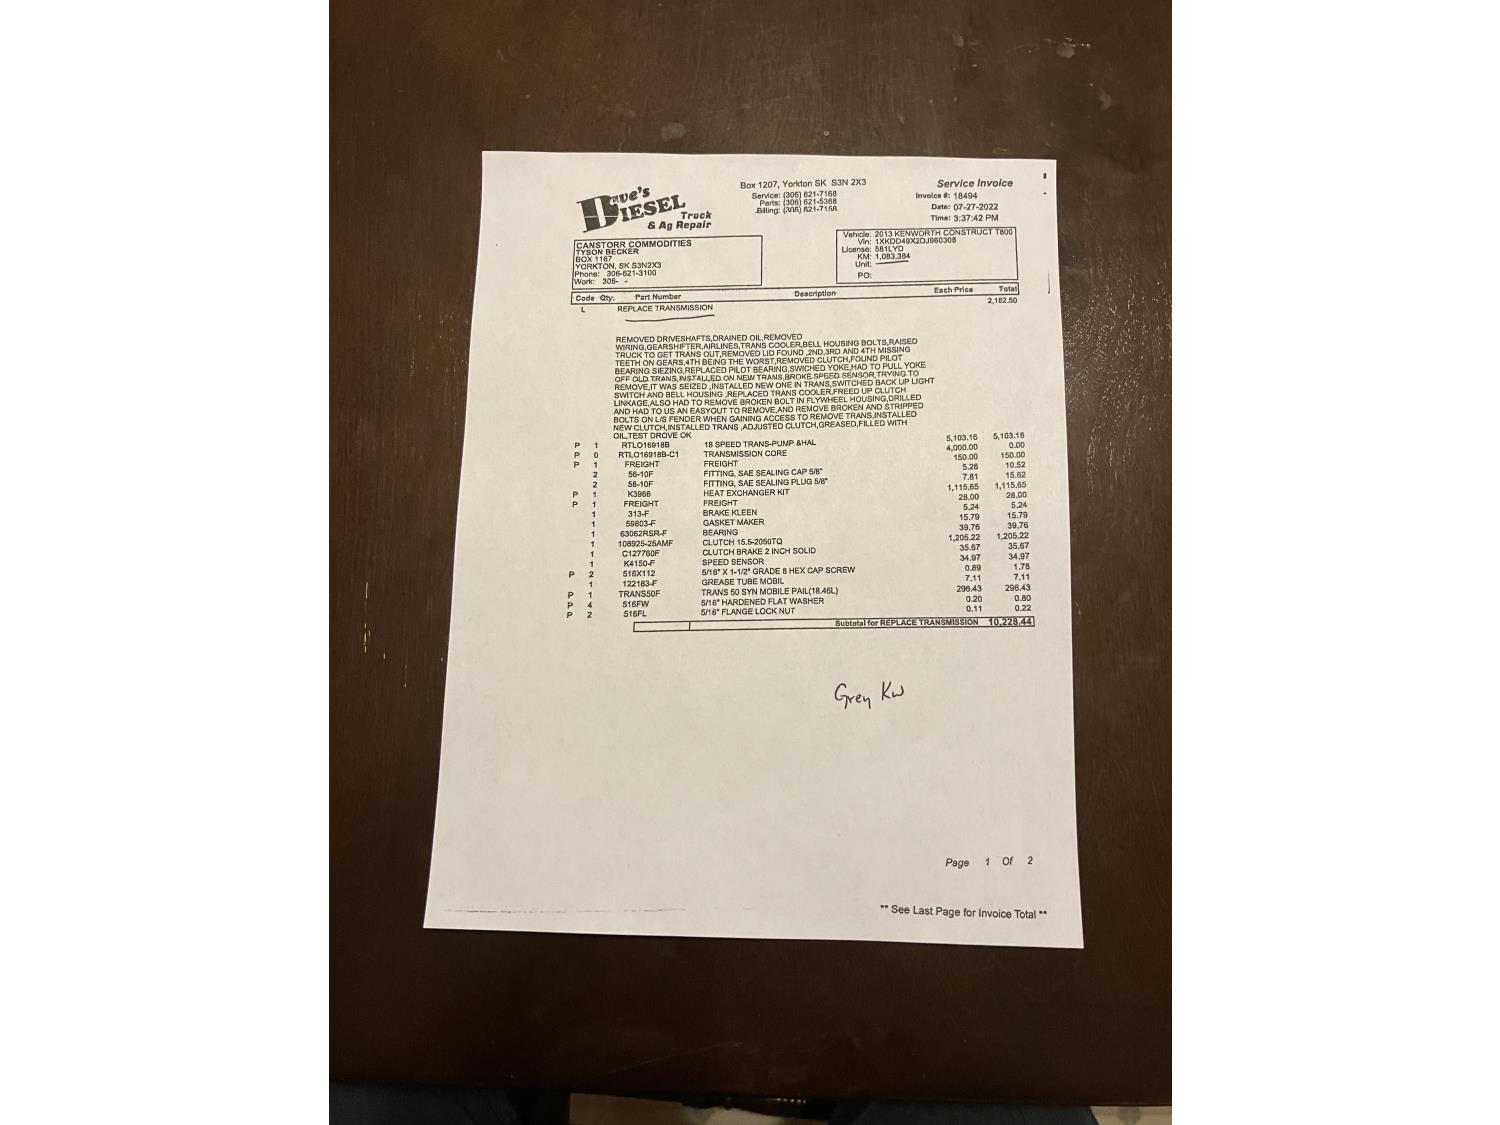 Dave's
DIESEL
Truck
& Ag Repair
Box 1207, Yorkton SK S3N 2X3
Service: (306) 621-7168
Parts: (306) 621-5368
Billing: (306) 621-7158
Service Invoice
Invoice #: 18494
Date: 07-27-2022
Time: 3:37:42 PM
CANSTORR COMMODITIES
TYSON BECKER
BOX 1167
YORKTON, SK S3N2X3
Phone: 306-621-3100
Work: 306- -
Vehicle: 2013 KENWORTH CONSTRUCT T800
Vin: 1XKDD49X2DJ960308
License: 581LYD
KM: 1,083,384
Unit:
PO:
Code Qty. Part Number Description Each Price Total
L REPLACE TRANSMISSION 2,162.50
REMOVED DRIVESHAFTS,DRAINED OIL,REMOVED
WIRING,GEARSHIFTER,AIRLINES,TRANS COOLER,BELL HOUSING BOLTS,RAISED
TRUCK TO GET TRANS OUT,REMOVED LID FOUND ,2ND,3RD AND 4TH MISSING
TEETH ON GEARS,4TH BEING THE WORST,REMOVED CLUTCH,FOUND PILOT
BEARING SIEZING,REPLACED PILOT BEARING,SWICHED YOKE,HAD TO PULL YOKE
OFF OLD TRANS,INSTALLED ON NEW TRANS,BROKE SPEED SENSOR,TRYING TO
REMOVE,IT WAS SEIZED ,INSTALLED NEW ONE IN TRANS,SWITCHED BACK UP LIGHT
SWITCH AND BELL HOUSING ,REPLACED TRANS COOLER,FREED UP CLUTCH
LINKAGE,ALSO HAD TO REMOVE BROKEN BOLT IN FLYWHEEL HOUSING,DRILLED
AND HAD TO US AN EASYOUT TO REMOVE,AND REMOVE BROKEN AND STRIPPED
BOLTS ON L/S FENDER WHEN GAINING ACCESS TO REMOVE TRANS,INSTALLED
NEW CLUTCH,INSTALLED TRANS ,ADJUSTED CLUTCH,GREASED,FILLED WITH
OIL,TEST DROVE OK
P 1 RTLO16918B 18 SPEED TRANS-PUMP &HAL 5,103.16 5,103.16
P 0 RTLO16918B-C1 TRANSMISSION CORE 4,000.00 0.00
P 1 FREIGHT FREIGHT 150.00 150.00
2 56-10F FITTING, SAE SEALING CAP 5/8" 5.26 10.52
2 58-10F FITTING, SAE SEALING PLUG 5/8" 7.81 15.62
P 1 K3966 HEAT EXCHANGER KIT 1,115.65 1,115.65
P 1 FREIGHT FREIGHT 28.00 28.00
1 313-F BRAKE KLEEN 5.24 5.24
1 59803-F GASKET MAKER 15.79 15.79
1 63062RSR-F BEARING 39.76 39.76
1 108925-25AMF CLUTCH 15.5-2050TQ 1,205.22 1,205.22
1 C127760F CLUTCH BRAKE 2 INCH SOLID 35.67 35.67
1 K4150-F SPEED SENSOR 34.97 34.97
P 2 516X112 5/16" X 1-1/2" GRADE 8 HEX CAP SCREW 0.89 1.78
1 122183-F GREASE TUBE MOBIL 7.11 7.11
P 1 TRANS50F TRANS 50 SYN MOBILE PAIL(18.46L) 296.43 296.43
P 4 516FW 5/16" HARDENED FLAT WASHER 0.20 0.80
P 2 516FL 5/16" FLANGE LOCK NUT 0.11 0.22
Subtotal for REPLACE TRANSMISSION 10,228.44
Grey KW
Page 1 Of 2
** See Last Page for Invoice Total **